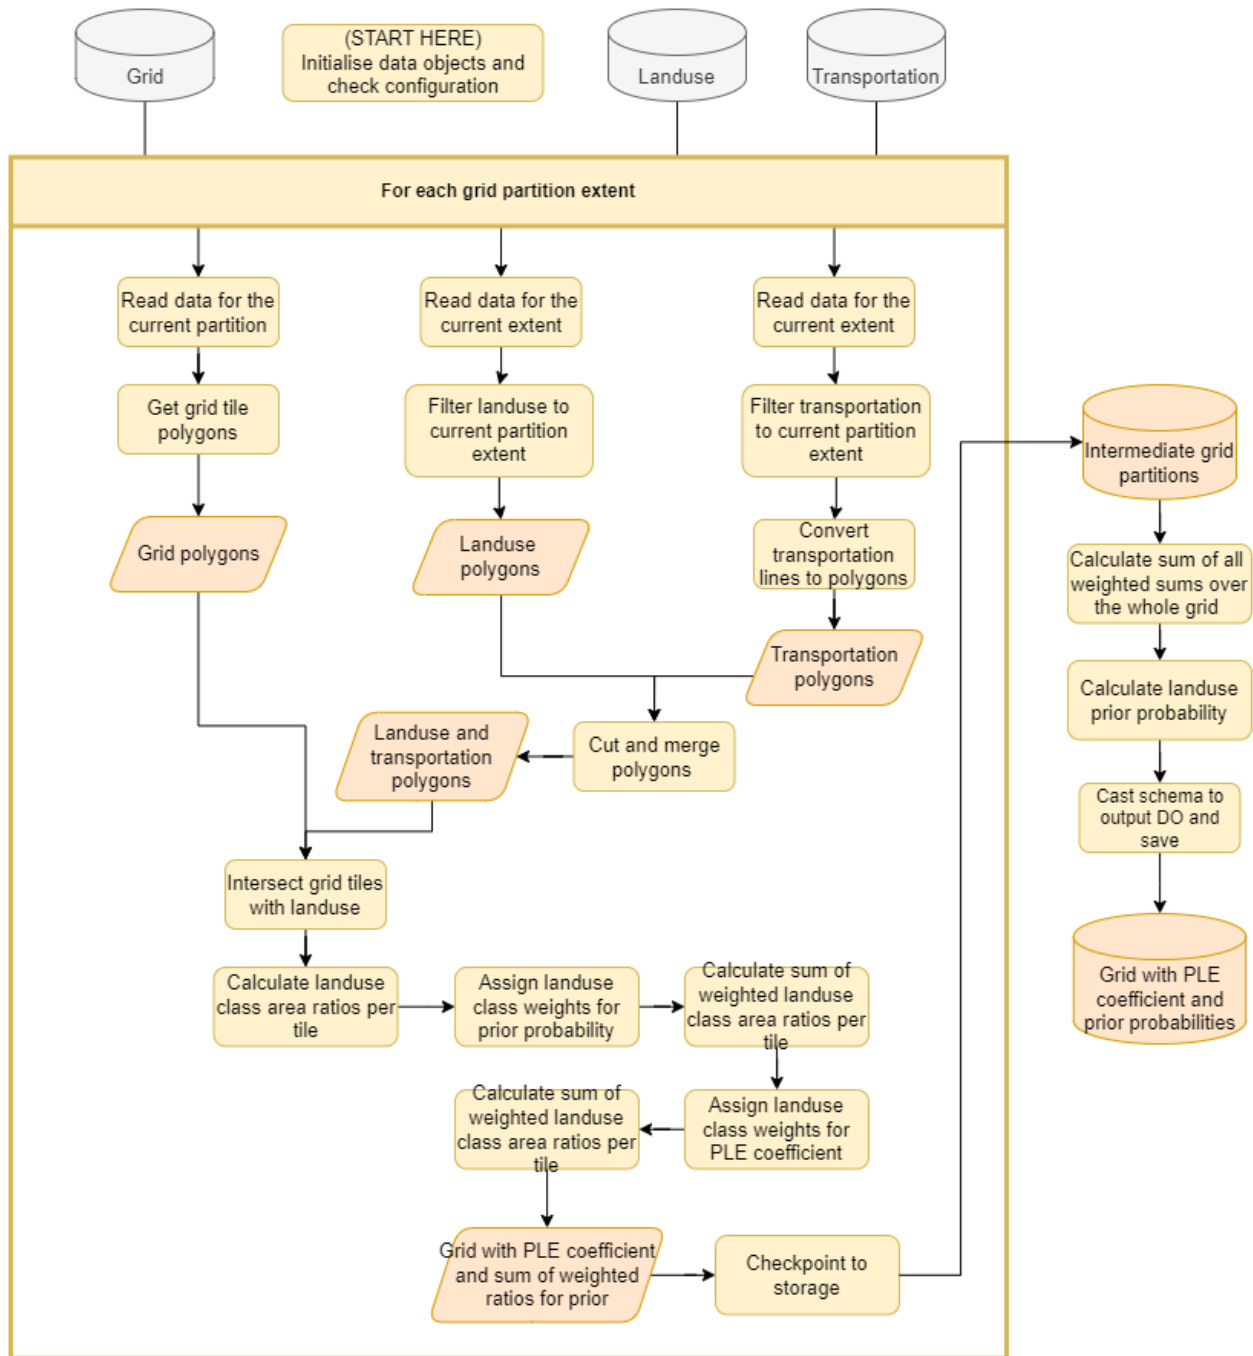 Grid
(START HERE)
Initialise data objects and
check configuration
Landuse
Transportation
For each grid partition extent
Read data for the
current partition
Read data for the
current extent
Read data for the
current extent
Get grid tile
polygons
Filter landuse to
current partition
extent
Filter transportation
to current partition
extent
Grid polygons
Landuse
polygons
Convert
transportation
lines to polygons
Transportation
polygons
Landuse and
transportation
polygons
Cut and merge
polygons
Intersect grid tiles
with landuse
Calculate landuse
class area ratios per
tile
Assign landuse
class weights for
prior probability
Calculate sum of
weighted landuse
class area ratios per
tile
Calculate sum of
weighted landuse
class area ratios per
tile
Assign landuse
class weights for
PLE coefficient
Grid with PLE coefficient
and sum of weighted
ratios for prior
Checkpoint to
storage
Intermediate grid
partitions
Calculate sum of all
weighted sums over
the whole grid
Calculate landuse
prior probability
Cast schema to
output DO and
save
Grid with PLE
coefficient and
prior probabilities